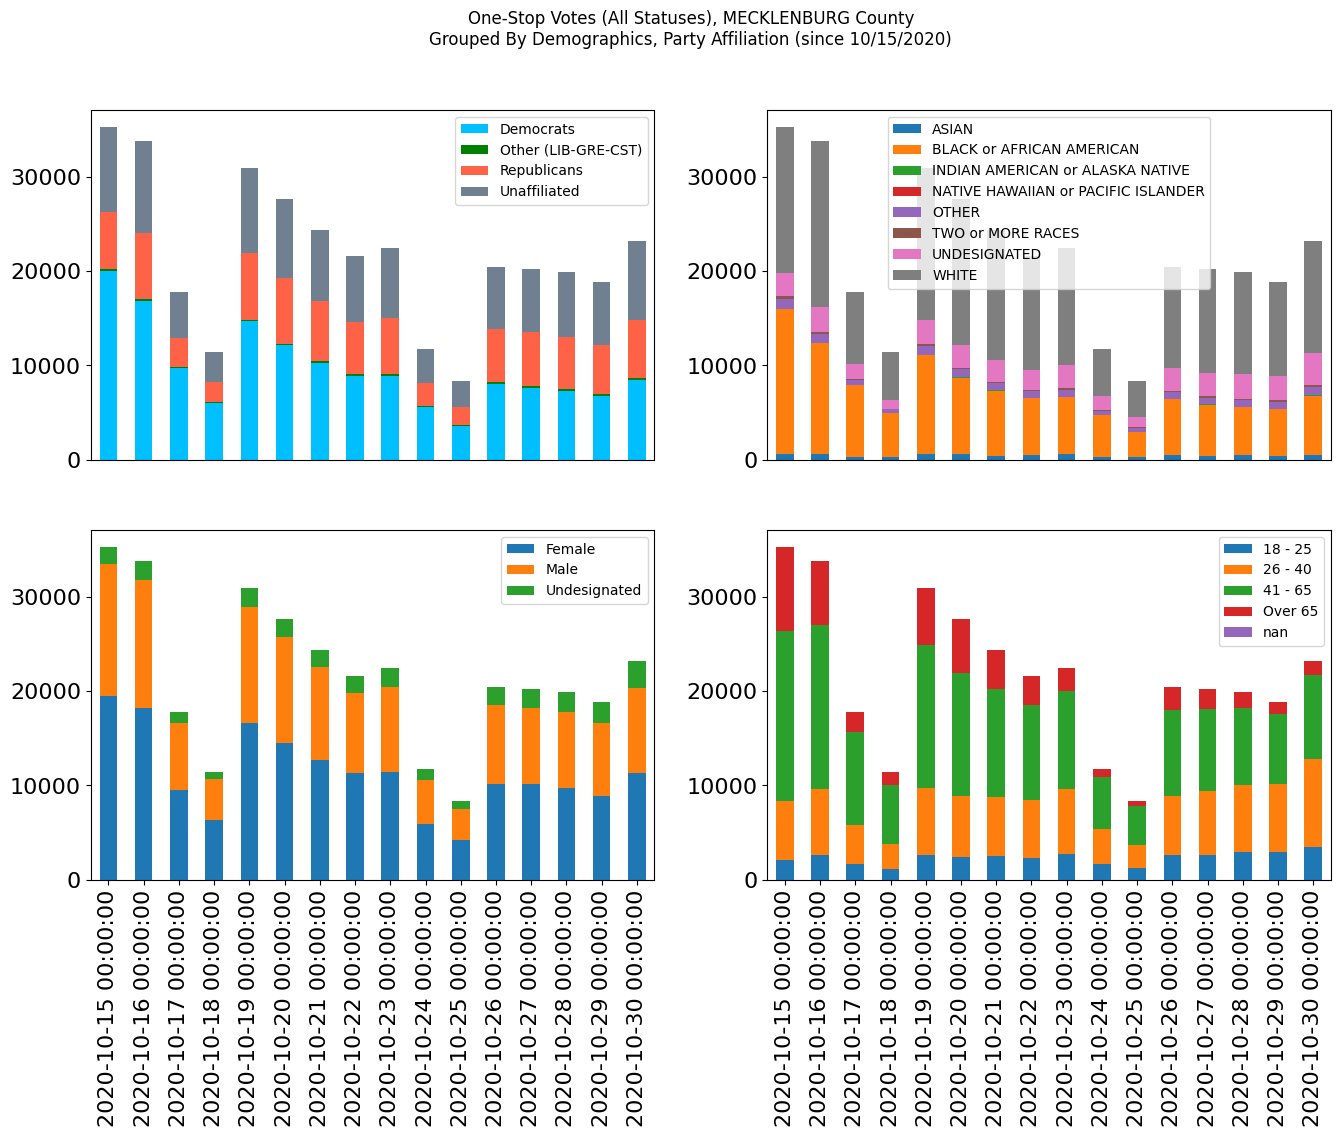 One-Stop Votes (All Statuses), MECKLENBURG County
Grouped By Demographics, Party Affiliation (since 10/15/2020)
30000
20000
10000
0
Democrats
Other (LIB-GRE-CST)
Republicans
Unaffiliated
30000
20000
10000
0
ASIAN
BLACK or AFRICAN AMERICAN
INDIAN AMERICAN or ALASKA NATIVE
NATIVE HAWAIIAN or PACIFIC ISLANDER
OTHER
TWO or MORE RACES
UNDESIGNATED
WHITE
30000
20000
10000
0
Female
Male
Undesignated
2020-10-15 00:00:00
2020-10-16 00:00:00
2020-10-17 00:00:00
2020-10-18 00:00:00
2020-10-19 00:00:00
2020-10-20 00:00:00
2020-10-21 00:00:00
2020-10-22 00:00:00
2020-10-23 00:00:00
2020-10-24 00:00:00
2020-10-25 00:00:00
2020-10-26 00:00:00
2020-10-27 00:00:00
2020-10-28 00:00:00
2020-10-29 00:00:00
2020-10-30 00:00:00
30000
20000
10000
0
18 - 25
26 - 40
41 - 65
Over 65
nan
2020-10-15 00:00:00
2020-10-16 00:00:00
2020-10-17 00:00:00
2020-10-18 00:00:00
2020-10-19 00:00:00
2020-10-20 00:00:00
2020-10-21 00:00:00
2020-10-22 00:00:00
2020-10-23 00:00:00
2020-10-24 00:00:00
2020-10-25 00:00:00
2020-10-26 00:00:00
2020-10-27 00:00:00
2020-10-28 00:00:00
2020-10-29 00:00:00
2020-10-30 00:00:00